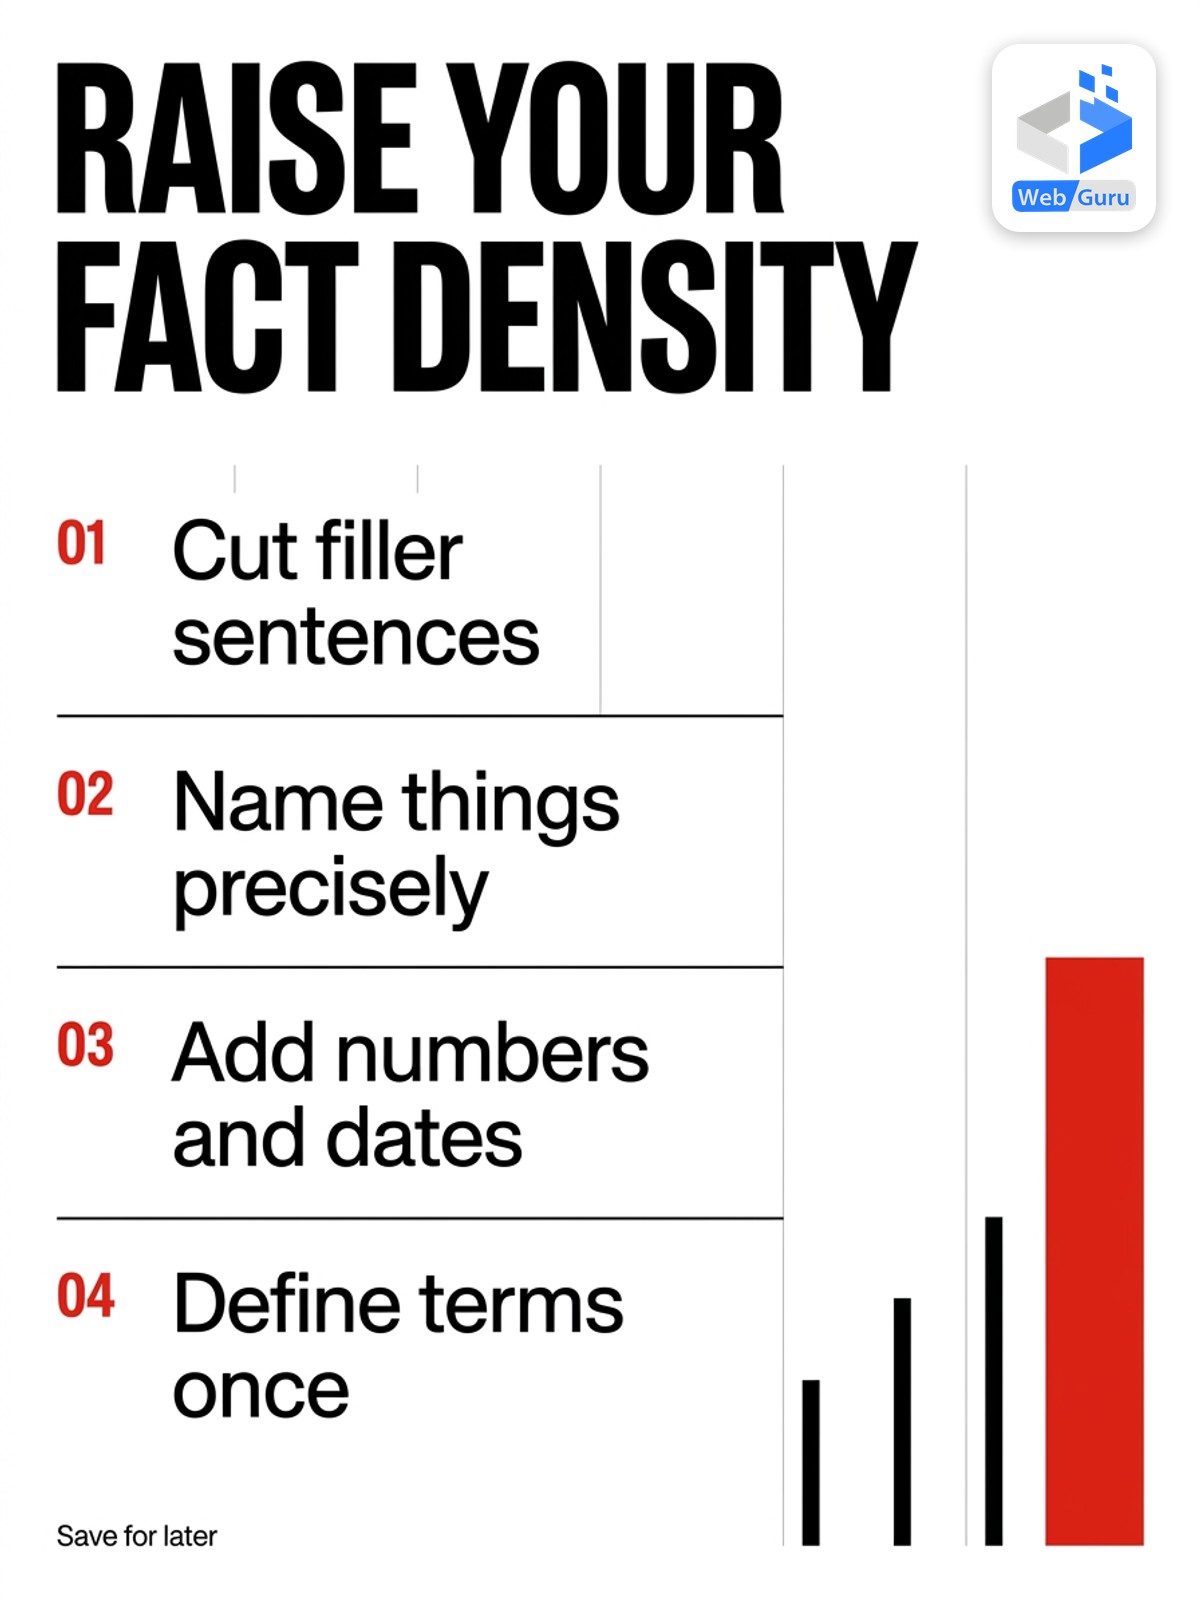 RAISE YOUR
FACT DENSITY
Web Guru
01 Cut filler
sentences
02 Name things
precisely
03 Add numbers
and dates
04 Define terms
once
Save for later